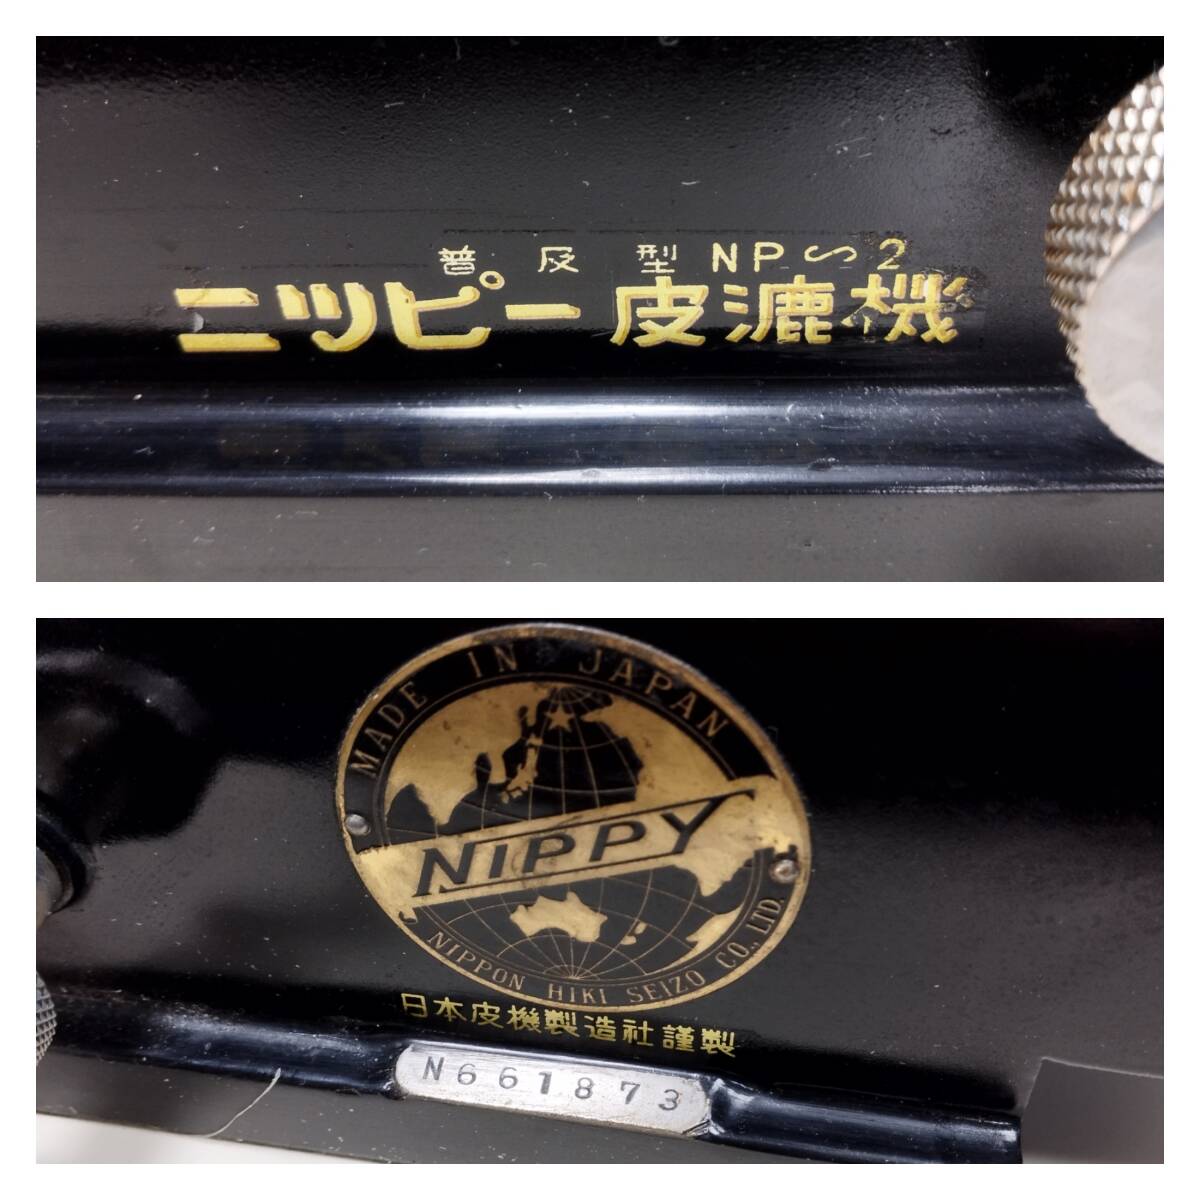 普及型NP〜2
ニッピー皮漉機
MADE IN JAPAN
NIPPY
NIPPON HIKI SEIZO CO., LTD.
日本皮機製造社謹製
N661873